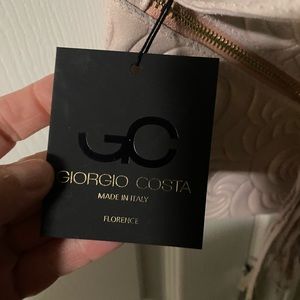 GC
GIORGIO COSTA
MADE IN ITALY
FLORENCE